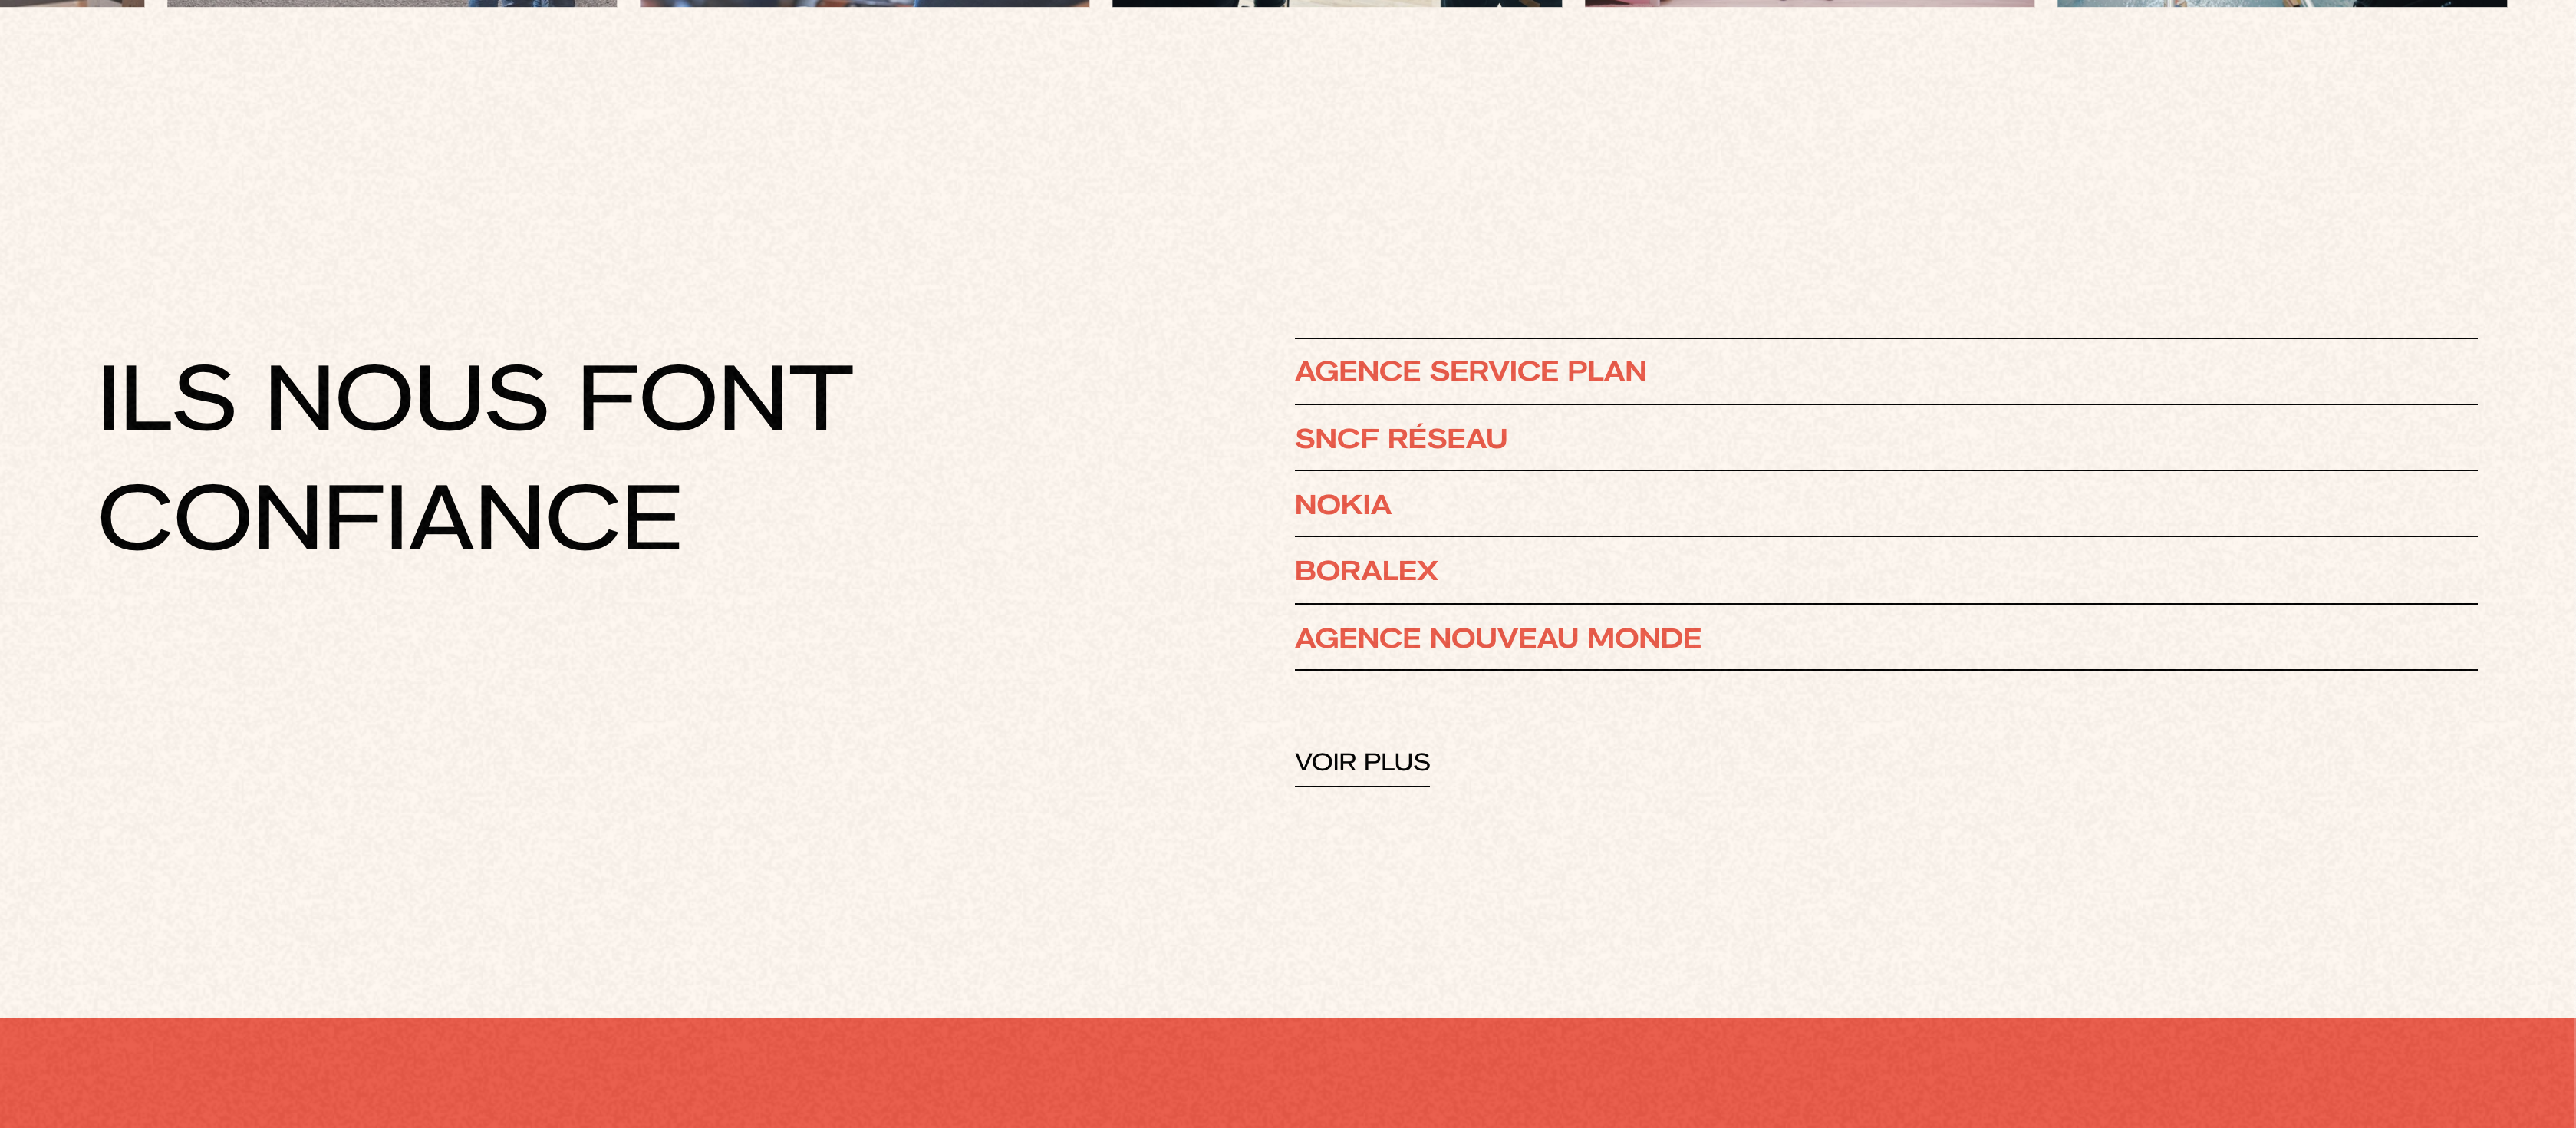 ILS NOUS FONT
CONFIANCE
AGENCE SERVICE PLAN
SNCF RÉSEAU
NOKIA
BORALEX
AGENCE NOUVEAU MONDE
VOIR PLUS